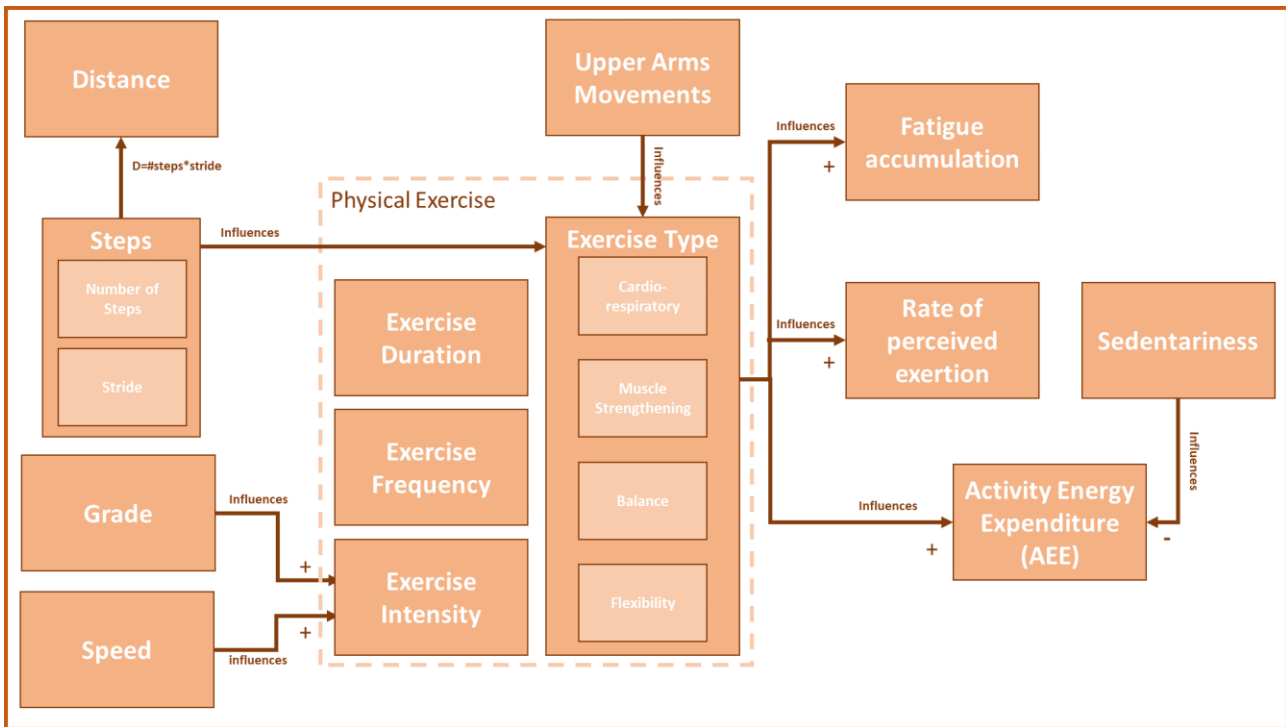 Distance
D=#steps*stride
Steps
Number of
Steps
Stride
Grade
Speed
Influences
Influences
+
influences
+
Physical Exercise
Exercise
Duration
Exercise
Frequency
Exercise
Intensity
Upper Arms
Movements
Influences
Exercise Type
Cardio-
respiratory
Muscle
Strengthening
Balance
Flexibility
Influences
+
Fatigue
accumulation
Influences
+
Rate of
perceived
exertion
Sedentariness
Influences
-
Influences
+
Activity Energy
Expenditure
(AEE)